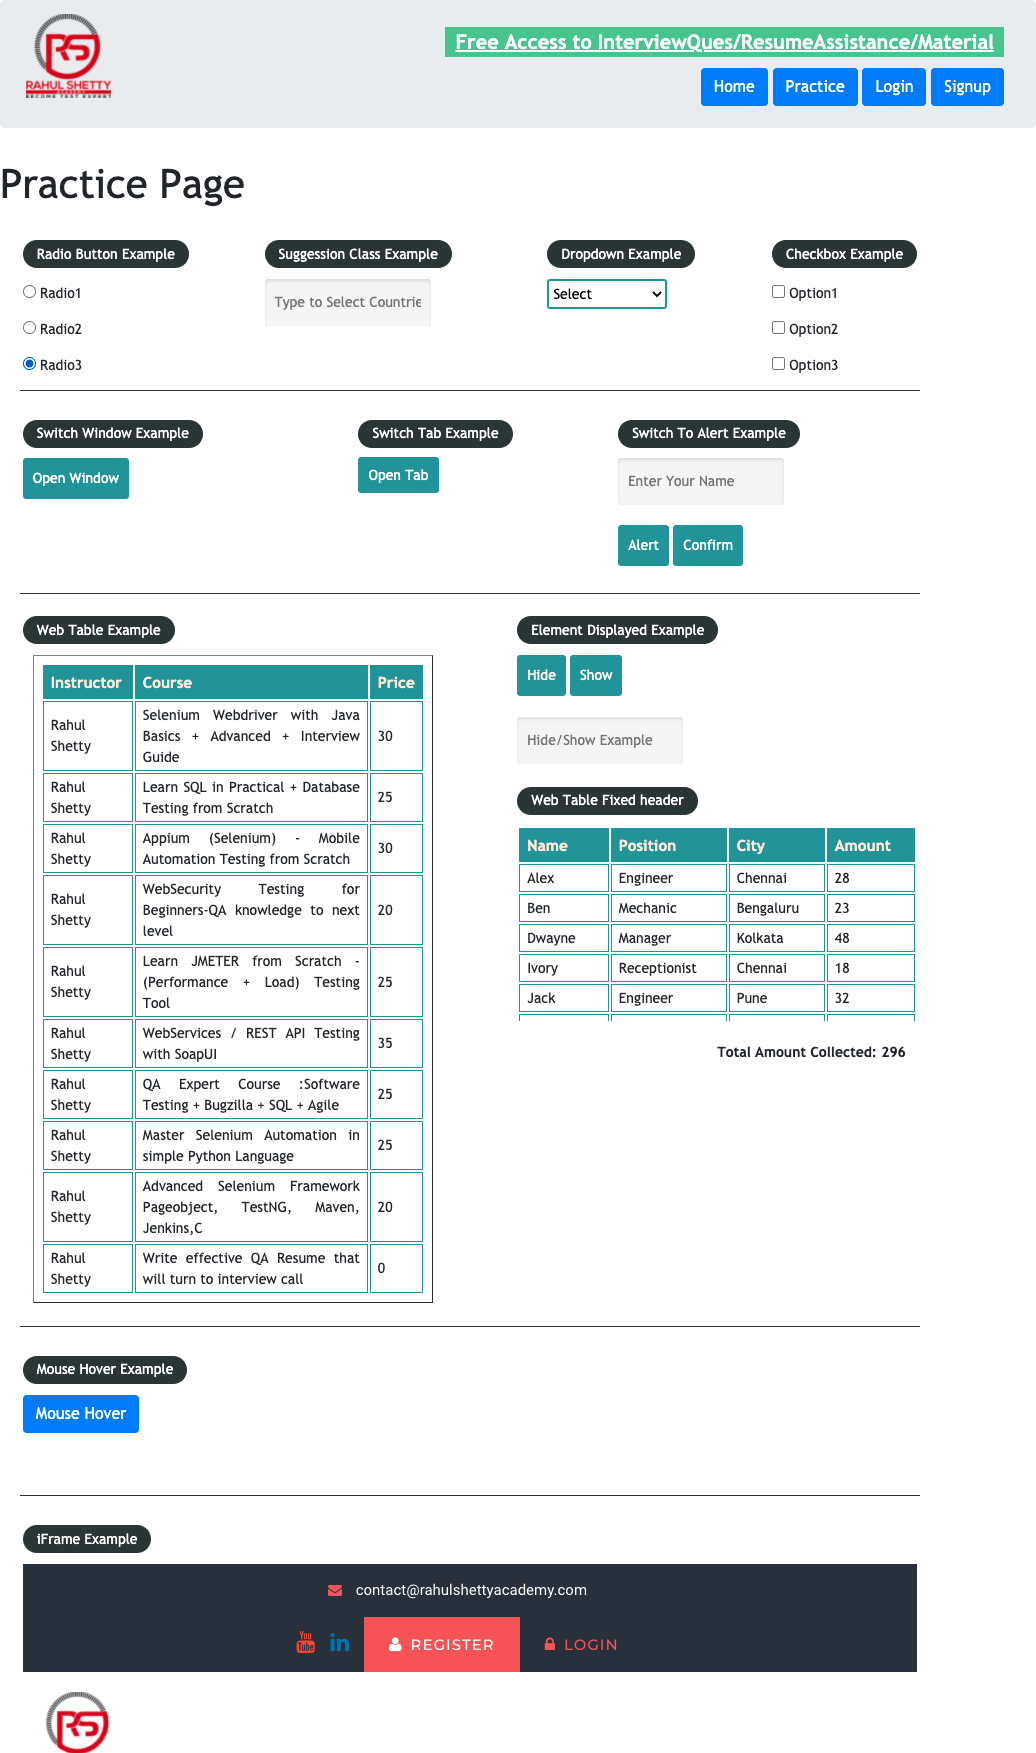 RS
RAHUL SHETTY
ACADEMY
BECOME TEST EXPERT
Free Access to InterviewQues/ResumeAssistance/Material
Home Practice Login Signup
Practice Page
Radio Button Example
Radio1
Radio2
Radio3
Suggession Class Example
Type to Select Countrie
Dropdown Example
Select
Checkbox Example
Option1
Option2
Option3
Switch Window Example
Open Window
Switch Tab Example
Open Tab
Switch To Alert Example
Enter Your Name
Alert Confirm
Web Table Example
Instructor Course Price
Rahul Shetty Selenium Webdriver with Java
Basics + Advanced + Interview
Guide 30
Rahul Shetty Learn SQL in Practical + Database
Testing from Scratch 25
Rahul Shetty Appium (Selenium) - Mobile
Automation Testing from Scratch 30
Rahul Shetty WebSecurity Testing for
Beginners-QA knowledge to next
level 20
Rahul Shetty Learn JMETER from Scratch -
(Performance + Load) Testing
Tool 25
Rahul Shetty WebServices / REST API Testing
with SoapUI 35
Rahul Shetty QA Expert Course :Software
Testing + Bugzilla + SQL + Agile 25
Rahul Shetty Master Selenium Automation in
simple Python Language 25
Rahul Shetty Advanced Selenium Framework
Pageobject, TestNG, Maven,
Jenkins,C 20
Rahul Shetty Write effective QA Resume that
will turn to interview call 0
Element Displayed Example
Hide Show
Hide/Show Example
Web Table Fixed header
Name Position City Amount
Alex Engineer Chennai 28
Ben Mechanic Bengaluru 23
Dwayne Manager Kolkata 48
Ivory Receptionist Chennai 18
Jack Engineer Pune 32
Total Amount Collected: 296
Mouse Hover Example
Mouse Hover
iFrame Example
contact@rahulshettyacademy.com
You Tube in REGISTER LOGIN
RS